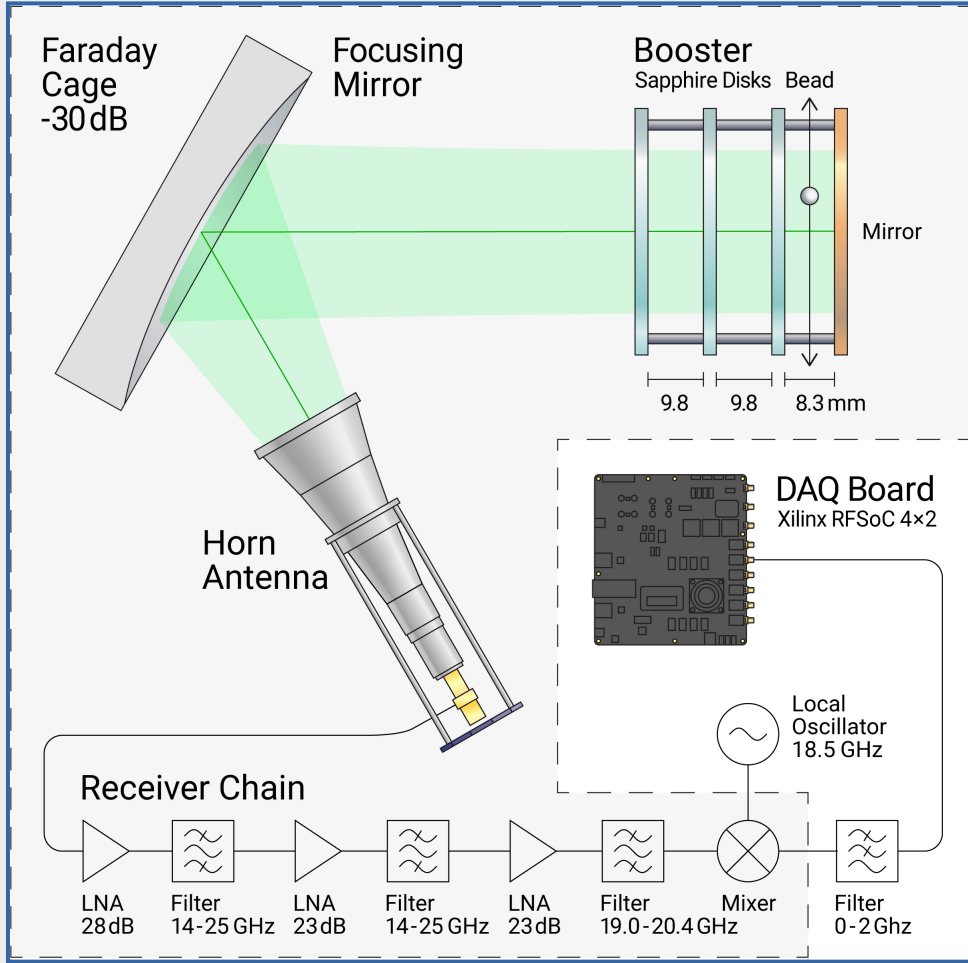 Faraday
Cage
-30 dB
Focusing
Mirror
Booster
Sapphire Disks
Bead
Mirror
9.8
9.8
8.3 mm
DAQ Board
Xilinx RFSoC 4×2
Horn
Antenna
Local
Oscillator
18.5 GHz
Receiver Chain
LNA
28 dB
Filter
14-25 GHz
LNA
23 dB
Filter
14-25 GHz
LNA
23 dB
Filter
19.0-20.4 GHz
Mixer
Filter
0-2 Ghz